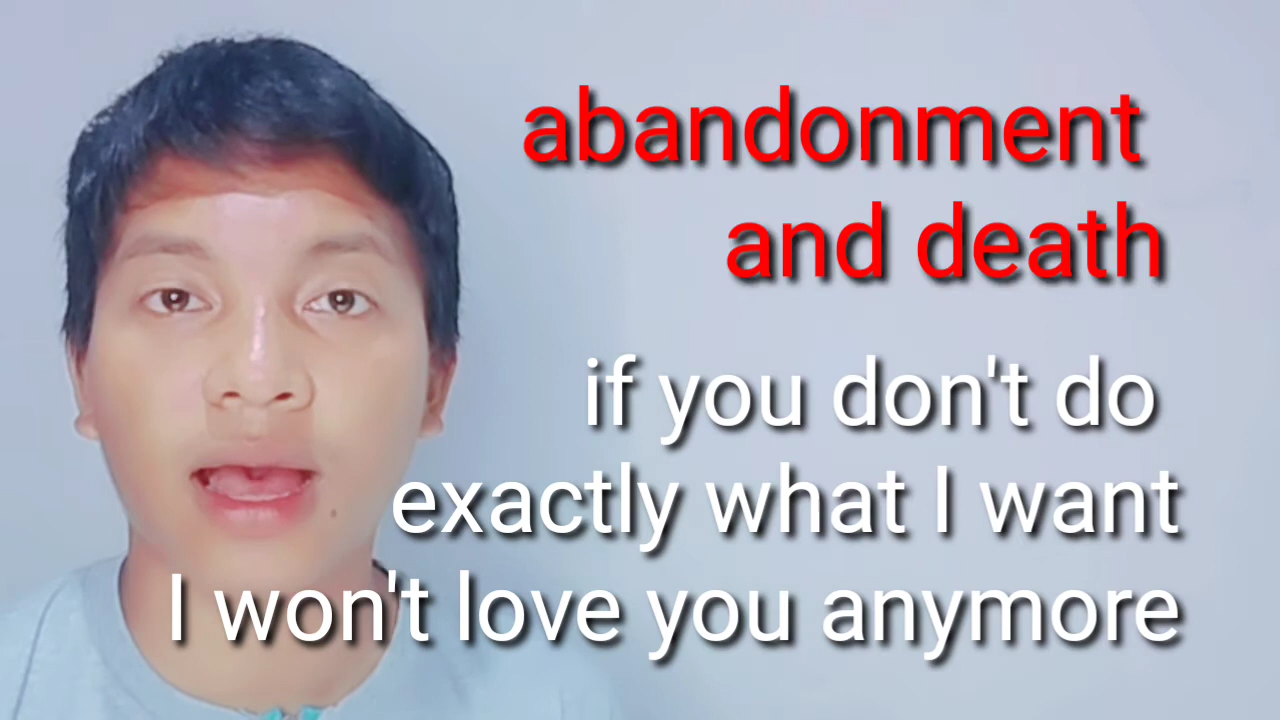 abandonment
and death
if you don't do
exactly what I want
I won't love you anymore